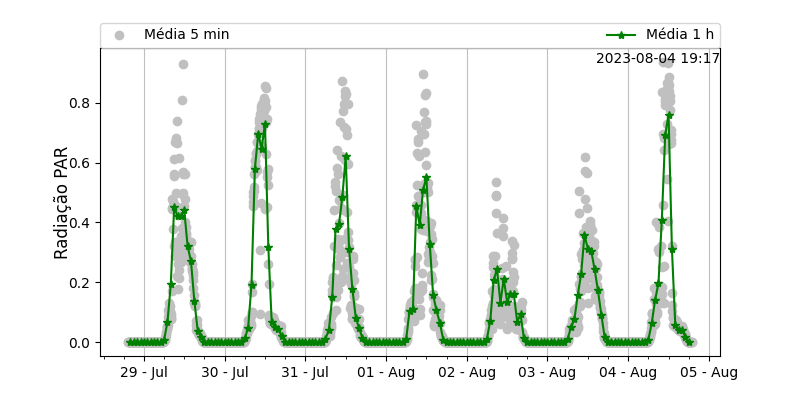 Média 5 min
Média 1 h
2023-08-04 19:17
Radiação PAR
0.8
0.6
0.4
0.2
0.0
29 - Jul
30 - Jul
31 - Jul
01 - Aug
02 - Aug
03 - Aug
04 - Aug
05 - Aug